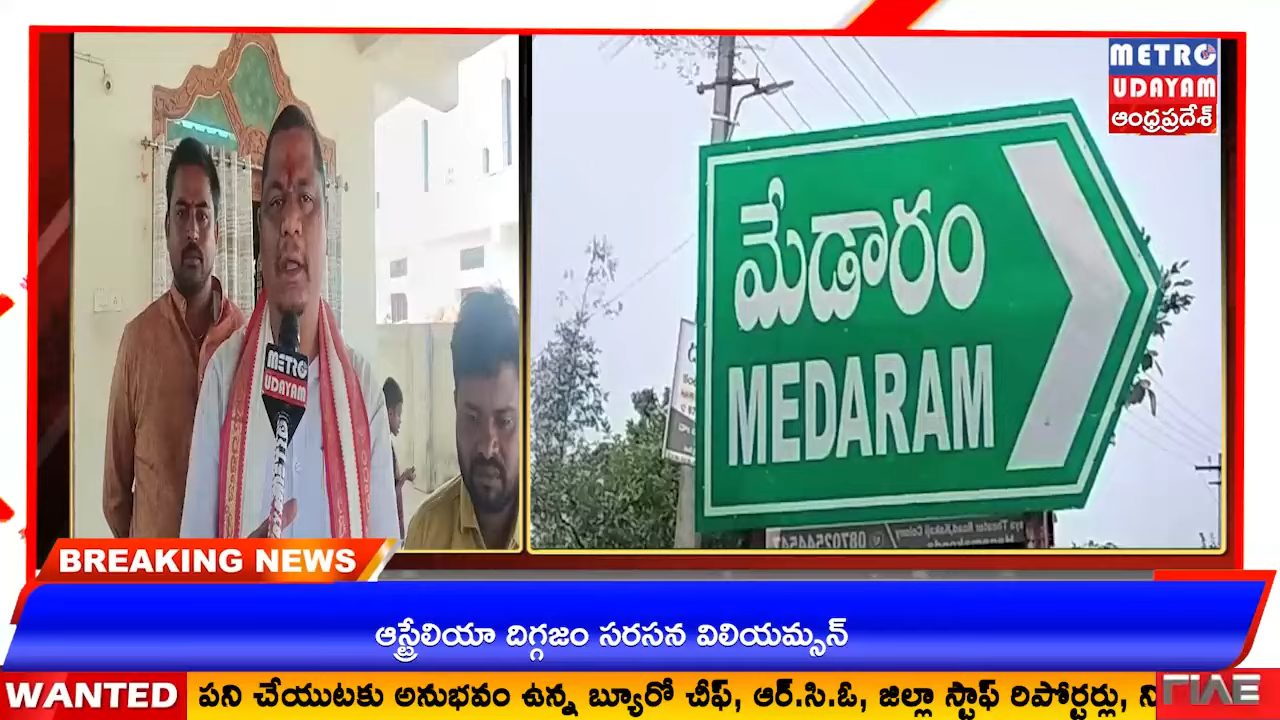 METRO
UDAYAM
ఆంధ్రప్రదేశ్
మేడారం
MEDARAM
METRO
UDAYAM
BREAKING NEWS
ఆస్ట్రేలియా దిగ్గజం సరసన విలియమ్సన్
WANTED
పని చేయుటకు అనుభవం ఉన్న బ్యూరో చీఫ్, ఆర్.సి.ఓ, జిల్లా స్టాఫ్ రిపోర్టర్లు, ని